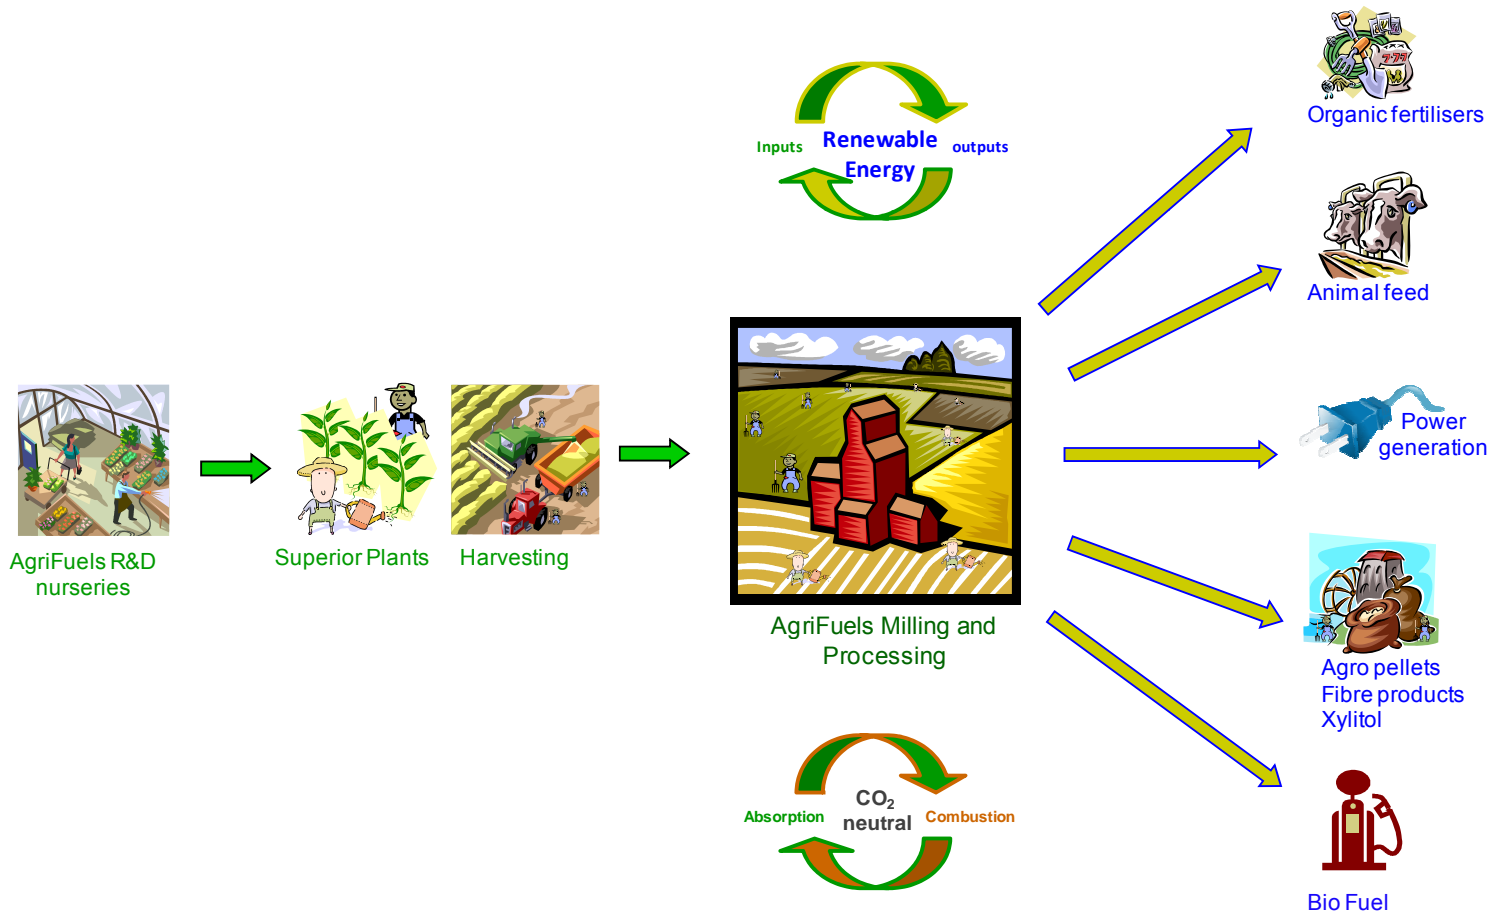 Organic fertilisers
Inputs
Renewable
Energy
outputs
Animal feed
Power
generation
AgriFuels R&D
nurseries
Superior Plants
Harvesting
AgriFuels Milling and
Processing
Agro pellets
Fibre products
Xylitol
Absorption
CO₂
neutral
Combustion
Bio Fuel